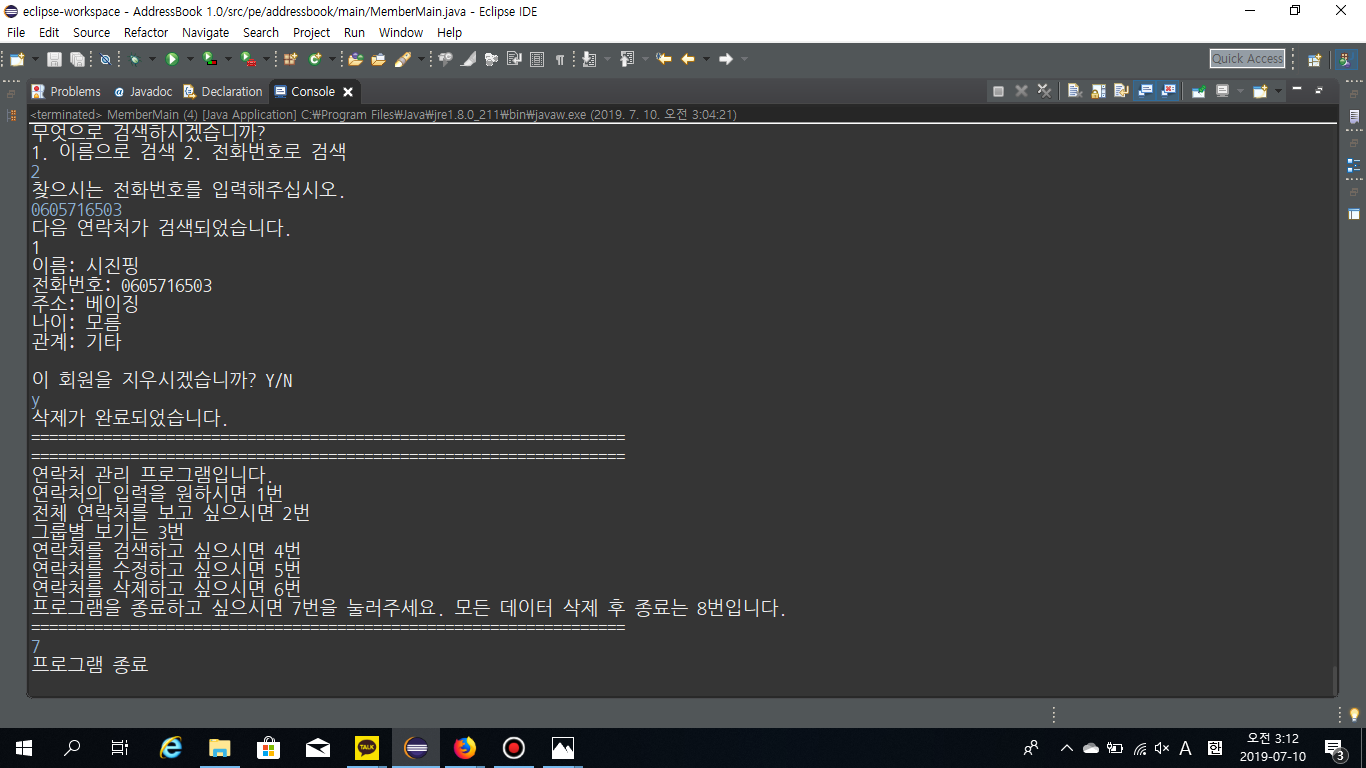 eclipse-workspace - AddressBook 1.0/src/pe/addressbook/main/MemberMain.java - Eclipse IDE
File Edit Source Refactor Navigate Search Project Run Window Help
Quick Access
Problems Javadoc Declaration Console
<terminated> MemberMain (4) [Java Application] C:₩Program Files₩Java₩jre1.8.0_211₩bin₩javaw.exe (2019. 7. 10. 오전 3:04:21)
무엇으로 검색하시겠습니까?
1. 이름으로 검색 2. 전화번호로 검색
2
찾으시는 전화번호를 입력해주십시오.
0605716503
다음 연락처가 검색되었습니다.
1
이름: 시진핑
전화번호: 0605716503
주소: 베이징
나이: 모름
관계: 기타
이 회원을 지우시겠습니까? Y/N
y
삭제가 완료되었습니다.
==================================================================
==================================================================
연락처 관리 프로그램입니다.
연락처의 입력을 원하시면 1번
전체 연락처를 보고 싶으시면 2번
그룹별 보기는 3번
연락처를 검색하고 싶으시면 4번
연락처를 수정하고 싶으시면 5번
연락처를 삭제하고 싶으시면 6번
프로그램을 종료하고 싶으시면 7번을 눌러주세요. 모든 데이터 삭제 후 종료는 8번입니다.
==================================================================
7
프로그램 종료
TALK
A 한
오전 3:12
2019-07-10
3